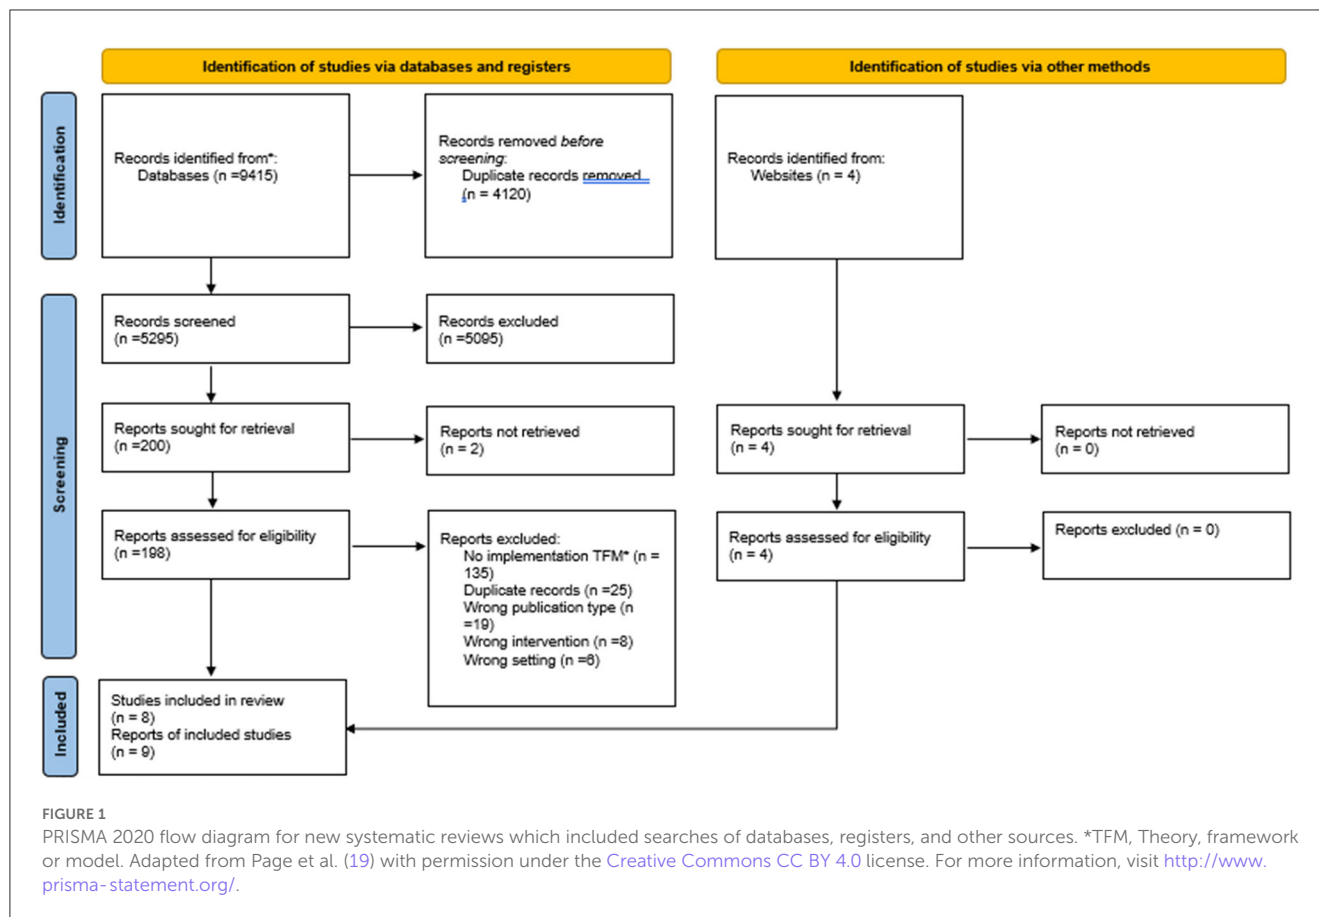 Identification of studies via databases and registers
Identification of studies via other methods
Identification
Records identified from*:
Databases (n =9415)
Records removed before
screening:
Duplicate records removed
(n = 4120)
Records identified from:
Websites (n = 4)
Screening
Records screened
(n =5295)
Records excluded
(n =5095)
Reports sought for retrieval
(n =200)
Reports not retrieved
(n = 2)
Reports sought for retrieval
(n = 4)
Reports not retrieved
(n = 0)
Reports assessed for eligibility
(n =198)
Reports excluded:
No implementation TFM* (n =
135)
Duplicate records (n =25)
Wrong publication type (n
=19)
Wrong intervention (n =8)
Wrong setting (n =6)
Reports assessed for eligibility
(n = 4)
Reports excluded (n = 0)
Included
Studies included in review
(n = 8)
Reports of included studies
(n = 9)
FIGURE 1
PRISMA 2020 flow diagram for new systematic reviews which included searches of databases, registers, and other sources. *TFM, Theory, framework
or model. Adapted from Page et al. (19) with permission under the Creative Commons CC BY 4.0 license. For more information, visit http://www.
prisma-statement.org/.